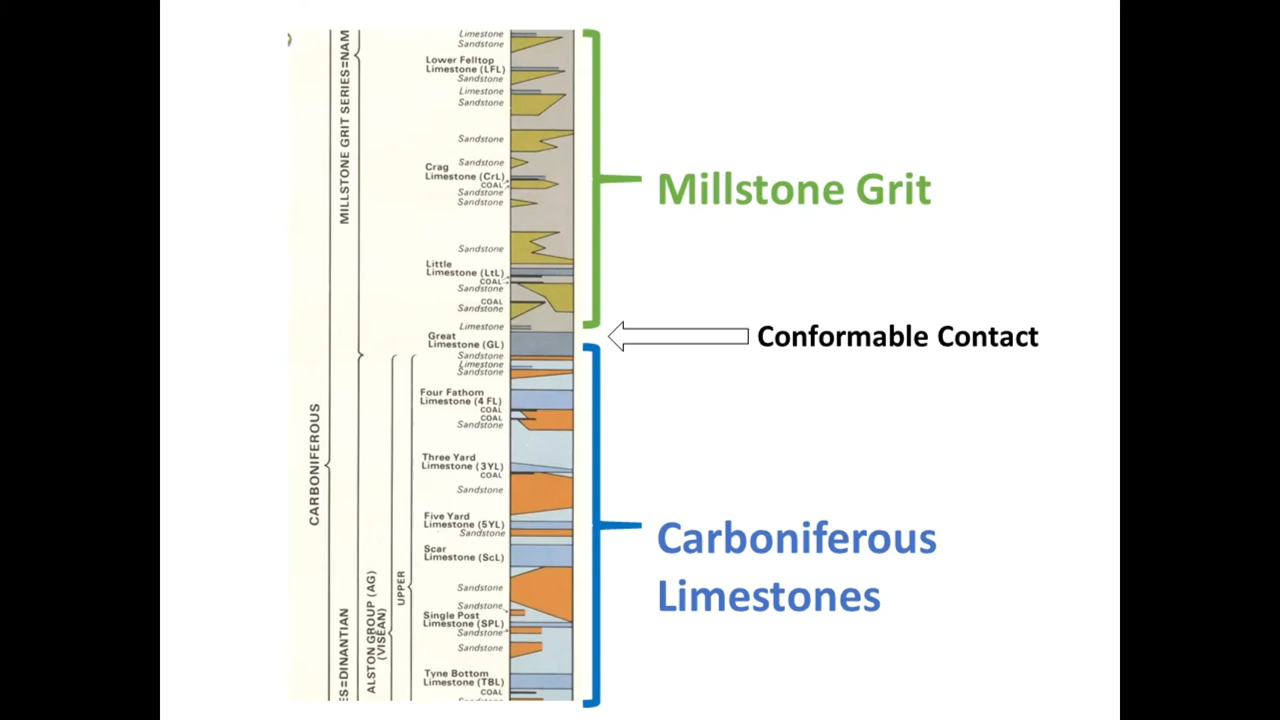 Limestone
Sandstone
Lower Felltop
Limestone (LFL)
Sandstone
Limestone
Sandstone
Sandstone
Sandstone
Crag
Limestone (CrL)
COAL
Sandstone
Sandstone
Sandstone
Little
Limestone (LtL)
COAL
Sandstone
COAL
Sandstone
Limestone
Great
Limestone (GL)
Sandstone
Limestone
Sandstone
Four Fathom
Limestone (4 FL)
COAL
COAL
Sandstone
Three Yard
Limestone (3YL)
COAL
Sandstone
Five Yard
Limestone (5YL)
Sandstone
Scar
Limestone (ScL)
Sandstone
Sandstone
Single Post
Limestone (SPL)
Sandstone
Sandstone
Tyne Bottom
Limestone (TBL)
COAL
MILLSTONE GRIT SERIES=NAM
CARBONIFEROUS
ES=DINANTIAN
ALSTON GROUP (AG)
(VISEAN)
UPPER
Millstone Grit
Conformable Contact
Carboniferous
Limestones